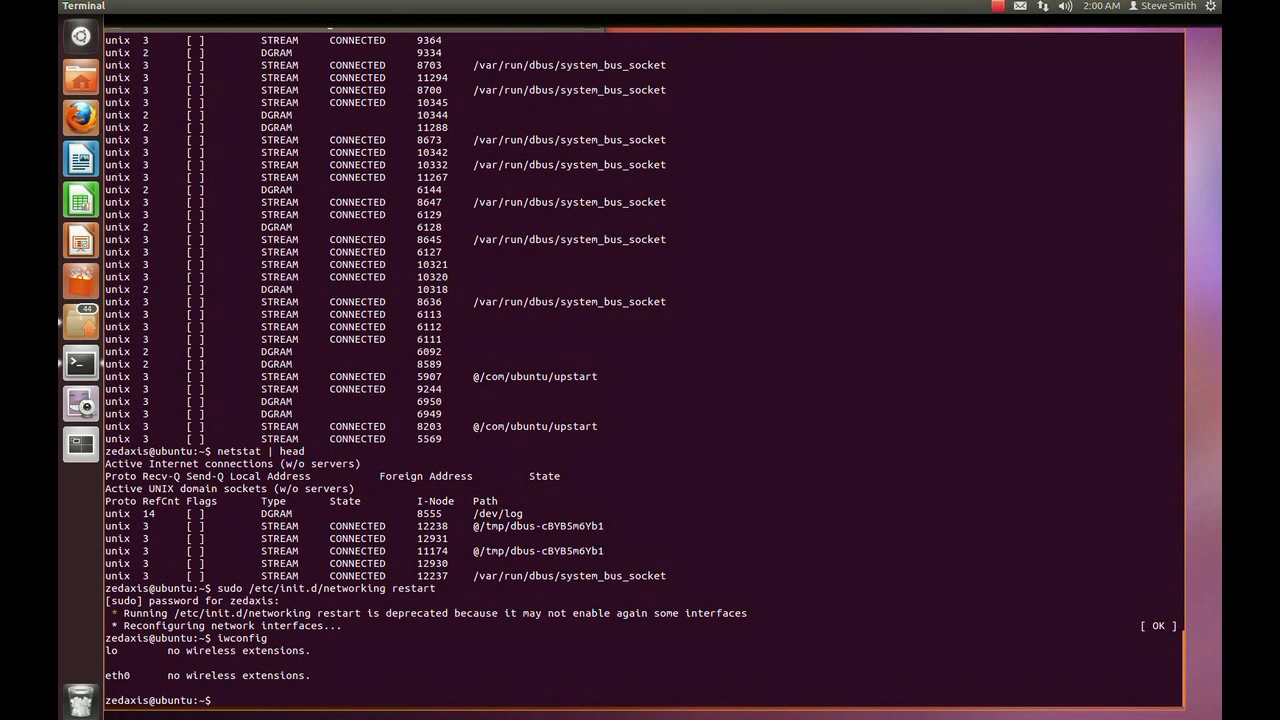 Terminal 2:00 AM Steve Smith
unix 3 [ ] STREAM CONNECTED 9364
unix 2 [ ] DGRAM 9334
unix 3 [ ] STREAM CONNECTED 8703 /var/run/dbus/system_bus_socket
unix 3 [ ] STREAM CONNECTED 11294
unix 3 [ ] STREAM CONNECTED 8700 /var/run/dbus/system_bus_socket
unix 3 [ ] STREAM CONNECTED 10345
unix 2 [ ] DGRAM 10344
unix 2 [ ] DGRAM 11288
unix 3 [ ] STREAM CONNECTED 8673 /var/run/dbus/system_bus_socket
unix 3 [ ] STREAM CONNECTED 10342
unix 3 [ ] STREAM CONNECTED 10332 /var/run/dbus/system_bus_socket
unix 3 [ ] STREAM CONNECTED 11267
unix 2 [ ] DGRAM 6144
unix 3 [ ] STREAM CONNECTED 8647 /var/run/dbus/system_bus_socket
unix 3 [ ] STREAM CONNECTED 6129
unix 2 [ ] DGRAM 6128
unix 3 [ ] STREAM CONNECTED 8645 /var/run/dbus/system_bus_socket
unix 3 [ ] STREAM CONNECTED 6127
unix 3 [ ] STREAM CONNECTED 10321
unix 3 [ ] STREAM CONNECTED 10320
unix 2 [ ] DGRAM 10318
unix 3 [ ] STREAM CONNECTED 8636 /var/run/dbus/system_bus_socket
unix 3 [ ] STREAM CONNECTED 6113
unix 3 [ ] STREAM CONNECTED 6112
unix 3 [ ] STREAM CONNECTED 6111
unix 2 [ ] DGRAM 6092
unix 2 [ ] DGRAM 8589
unix 3 [ ] STREAM CONNECTED 5907 @/com/ubuntu/upstart
unix 3 [ ] STREAM CONNECTED 9244
unix 3 [ ] DGRAM 6950
unix 3 [ ] DGRAM 6949
unix 3 [ ] STREAM CONNECTED 8203 @/com/ubuntu/upstart
unix 3 [ ] STREAM CONNECTED 5569
zedaxis@ubuntu:~$ netstat | head
Active Internet connections (w/o servers)
Proto Recv-Q Send-Q Local Address Foreign Address State
Active UNIX domain sockets (w/o servers)
Proto RefCnt Flags Type State I-Node Path
unix 14 [ ] DGRAM 8555 /dev/log
unix 3 [ ] STREAM CONNECTED 12238 @/tmp/dbus-cBYB5m6Yb1
unix 3 [ ] STREAM CONNECTED 12931
unix 3 [ ] STREAM CONNECTED 11174 @/tmp/dbus-cBYB5m6Yb1
unix 3 [ ] STREAM CONNECTED 12930
unix 3 [ ] STREAM CONNECTED 12237 /var/run/dbus/system_bus_socket
zedaxis@ubuntu:~$ sudo /etc/init.d/networking restart
[sudo] password for zedaxis:
* Running /etc/init.d/networking restart is deprecated because it may not enable again some interfaces
* Reconfiguring network interfaces... [ OK ]
zedaxis@ubuntu:~$ iwconfig
lo no wireless extensions.
eth0 no wireless extensions.
zedaxis@ubuntu:~$
44